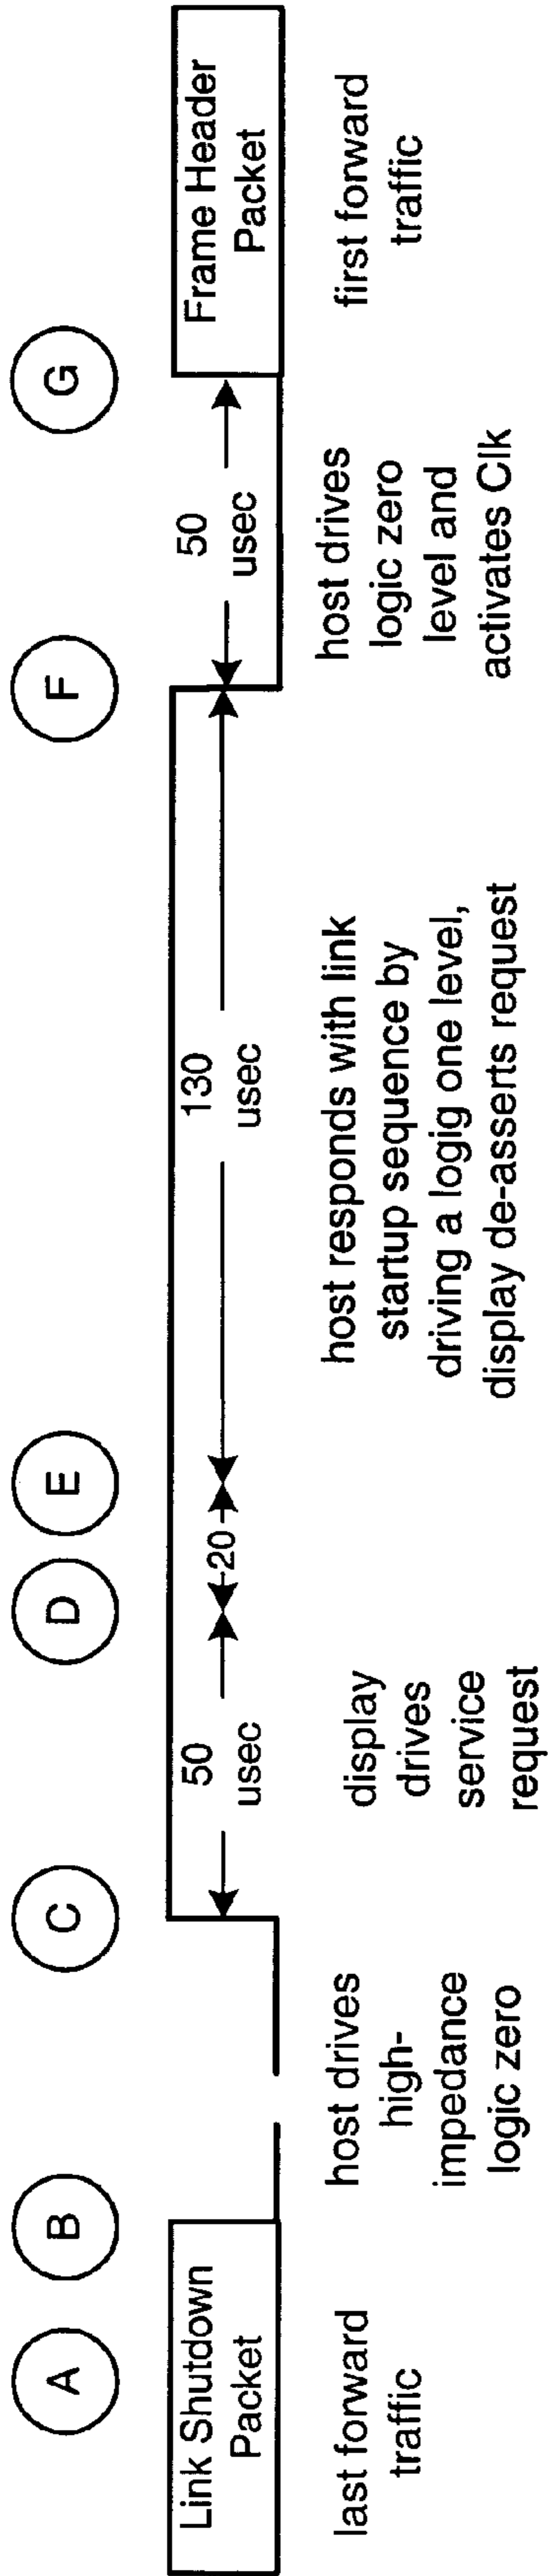 A
B
C
D
E
F
G
Link Shutdown
Packet
50
usec
20
130
usec
50
usec
Frame Header
Packet
last forward
traffic
host drives
high-
impedance
logic zero
display
drives
service
request
host responds with link
startup sequence by
driving a logig one level,
display de-asserts request
host drives
logic zero
level and
activates Clk
first forward
traffic